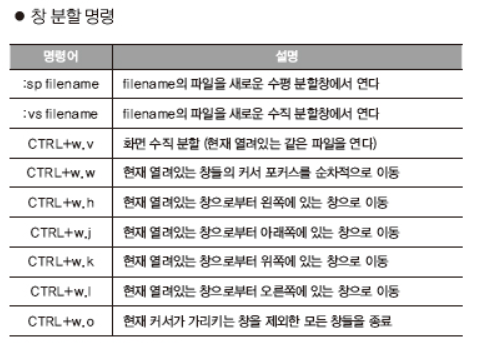 ● 창 분할 명령
명령어 설명
:sp filename filename의 파일을 새로운 수평 분할창에서 연다
:vs filename filename의 파일을 새로운 수직 분할창에서 연다
CTRL+w,v 화면 수직 분할 (현재 열려있는 같은 파일을 연다)
CTRL+w,w 현재 열려있는 창들의 커서 포커스를 순차적으로 이동
CTRL+w,h 현재 열려있는 창으로부터 왼쪽에 있는 창으로 이동
CTRL+w,j 현재 열려있는 창으로부터 아래쪽에 있는 창으로 이동
CTRL+w,k 현재 열려있는 창으로부터 위쪽에 있는 창으로 이동
CTRL+w,l 현재 열려있는 창으로부터 오른쪽에 있는 창으로 이동
CTRL+w,o 현재 커서가 가리키는 창을 제외한 모든 창들을 종료